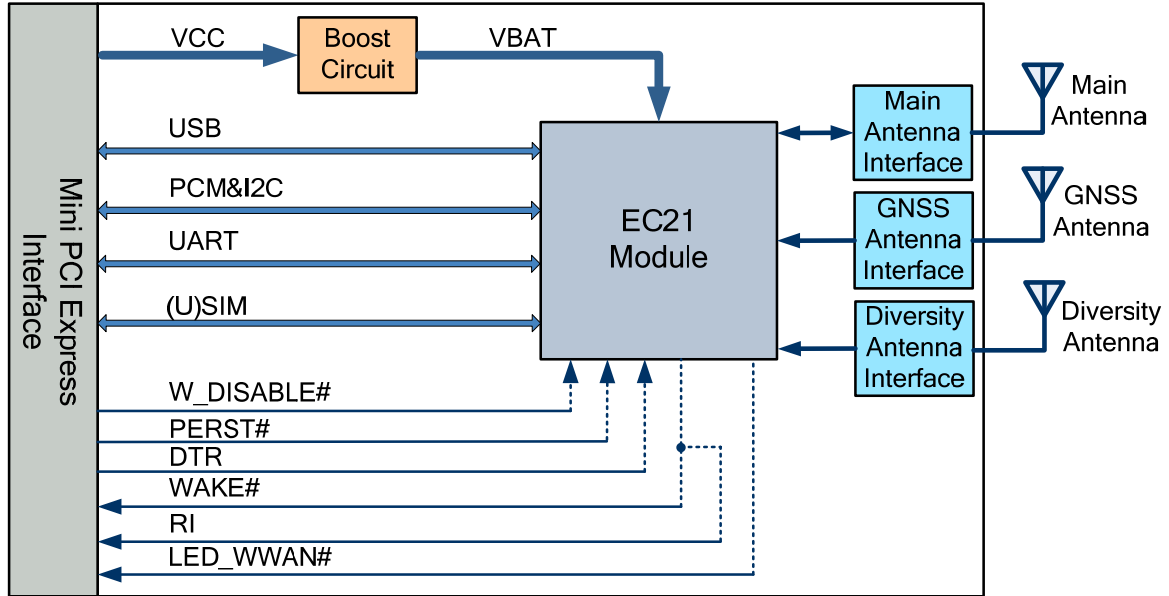 Mini PCI Express
Interface
VCC
Boost
Circuit
VBAT
USB
PCM&I2C
UART
(U)SIM
EC21
Module
Main
Antenna
Interface
Main
Antenna
GNSS
Antenna
Interface
GNSS
Antenna
Diversity
Antenna
Interface
Diversity
Antenna
W_DISABLE#
PERST#
DTR
WAKE#
RI
LED_WWAN#